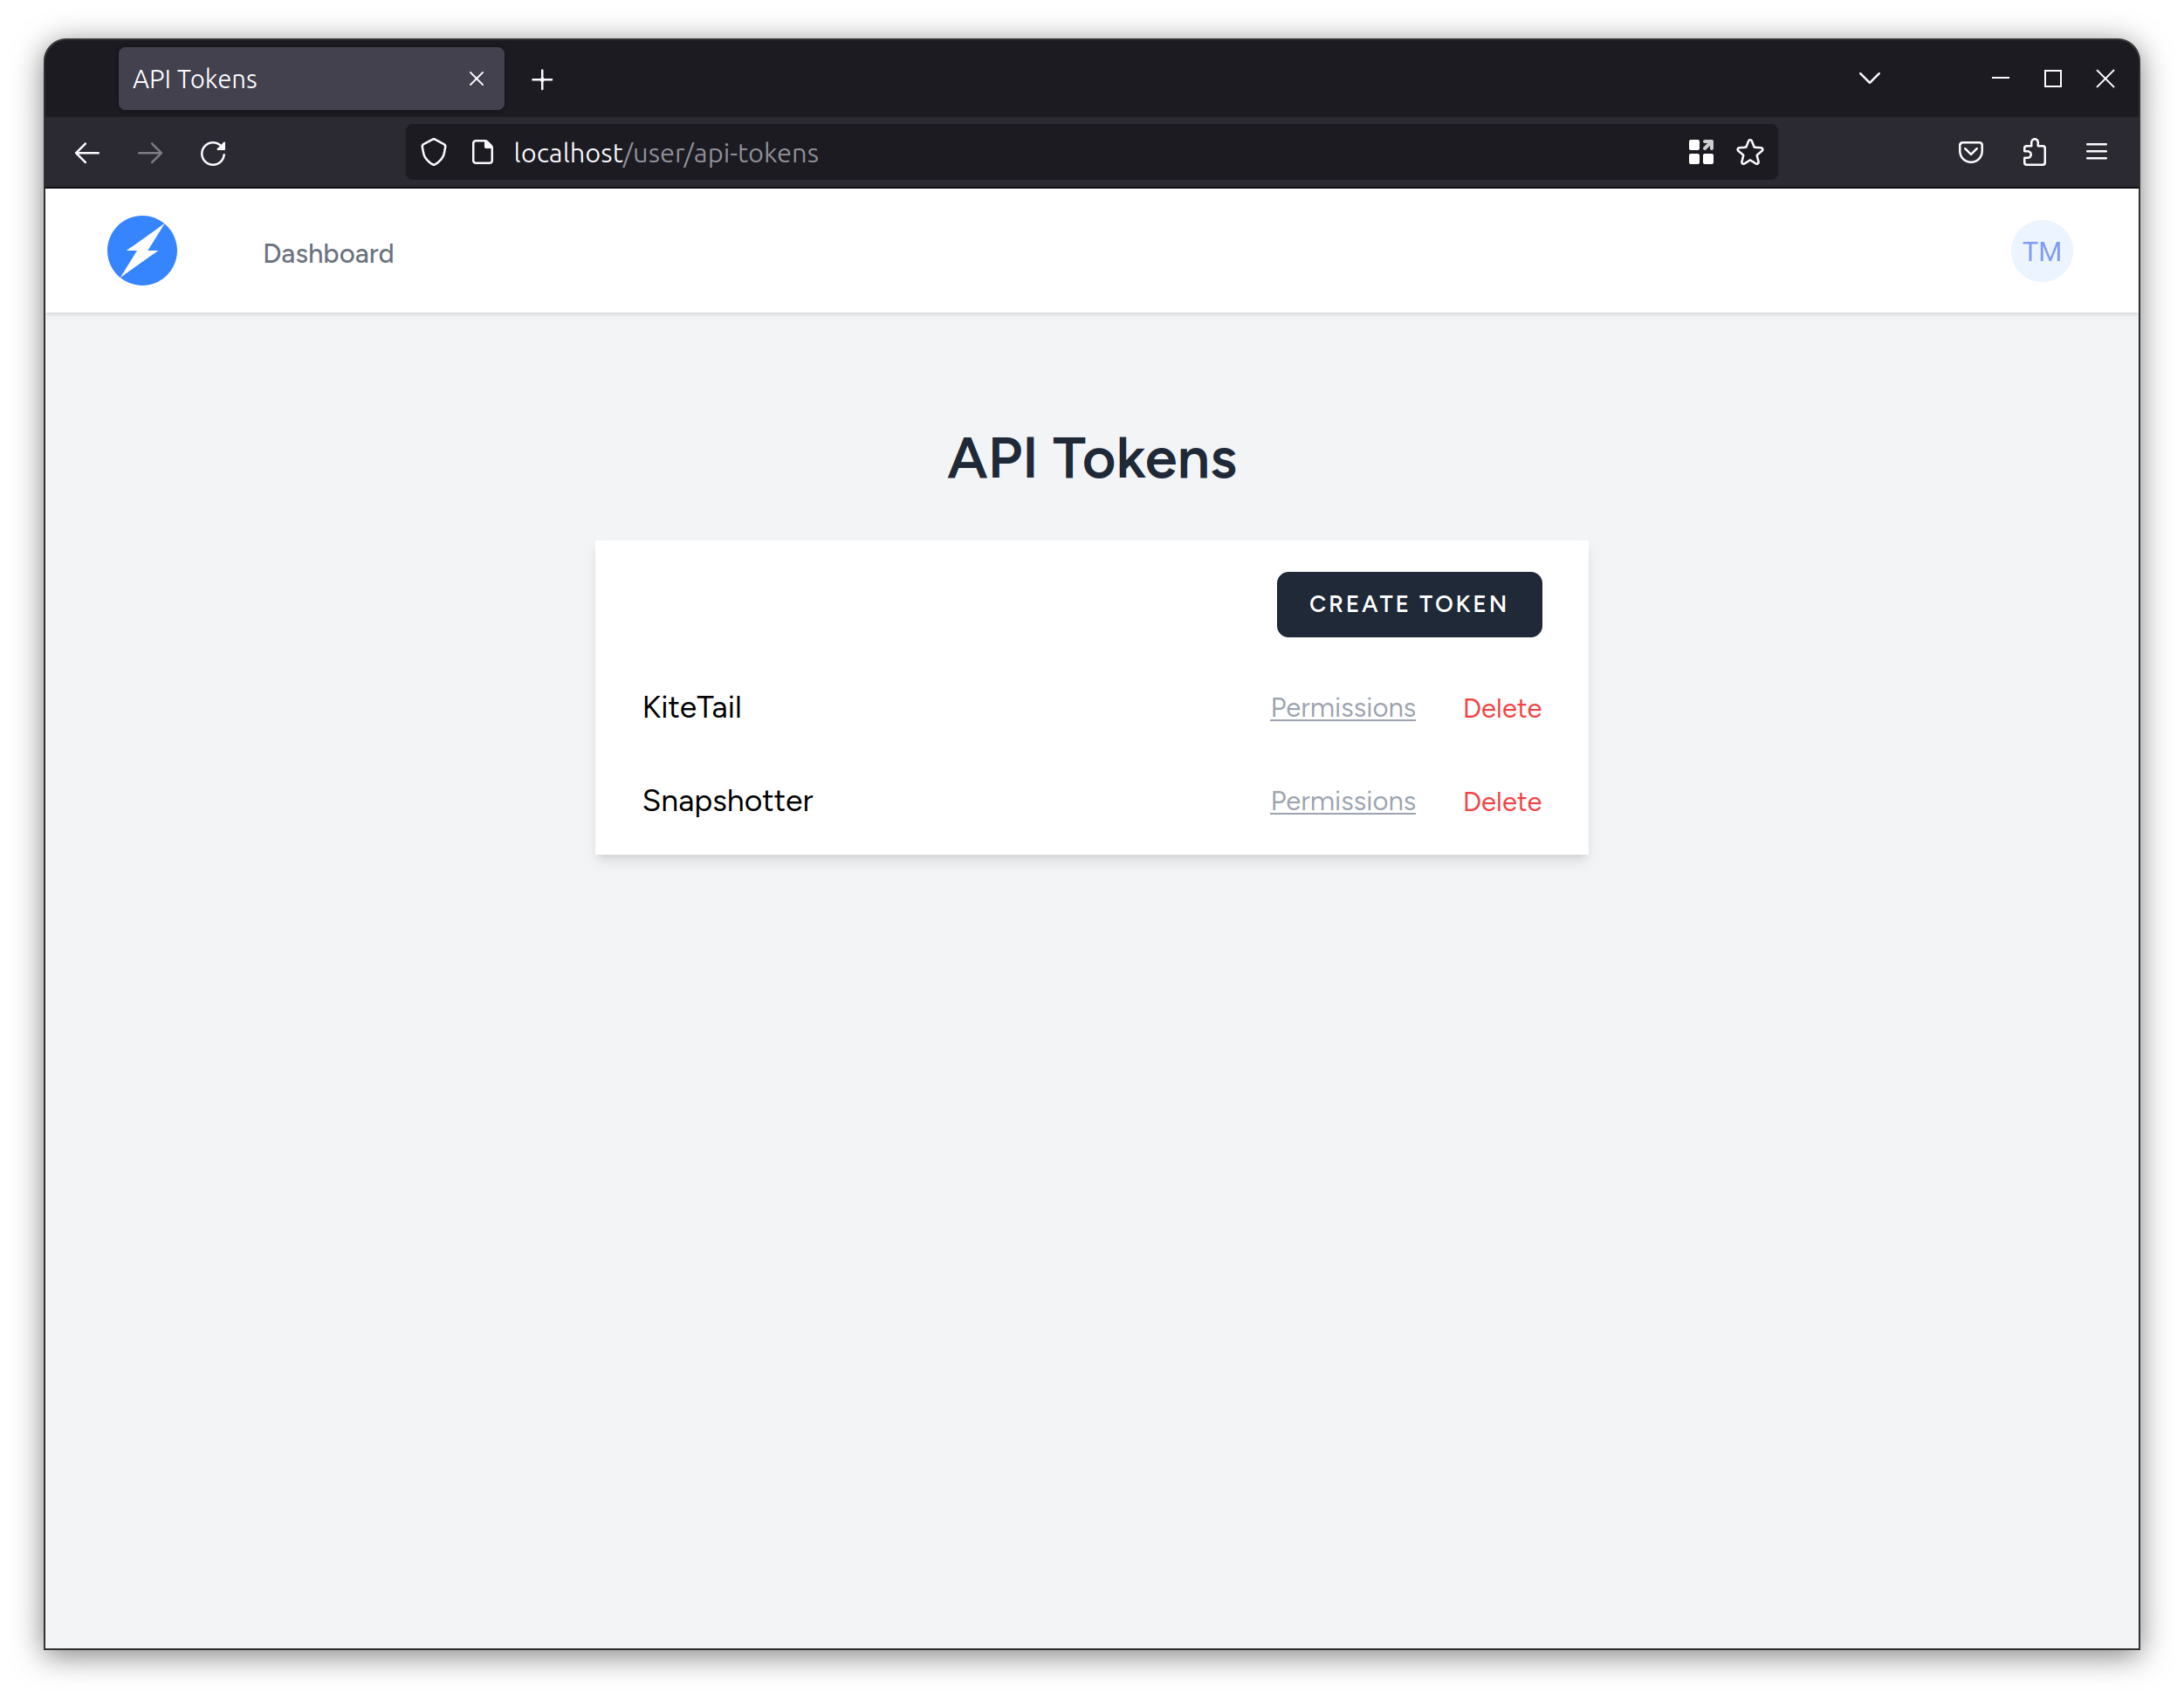 API Tokens
localhost/user/api-tokens
Dashboard
TM
API Tokens
CREATE TOKEN
KiteTail Permissions Delete
Snapshotter Permissions Delete